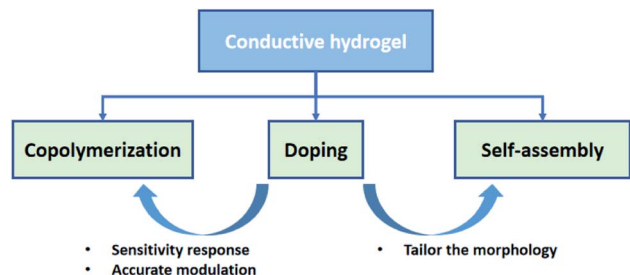 Conductive hydrogel
Copolymerization
Doping
Self-assembly
• Sensitivity response
• Accurate modulation
• Tailor the morphology